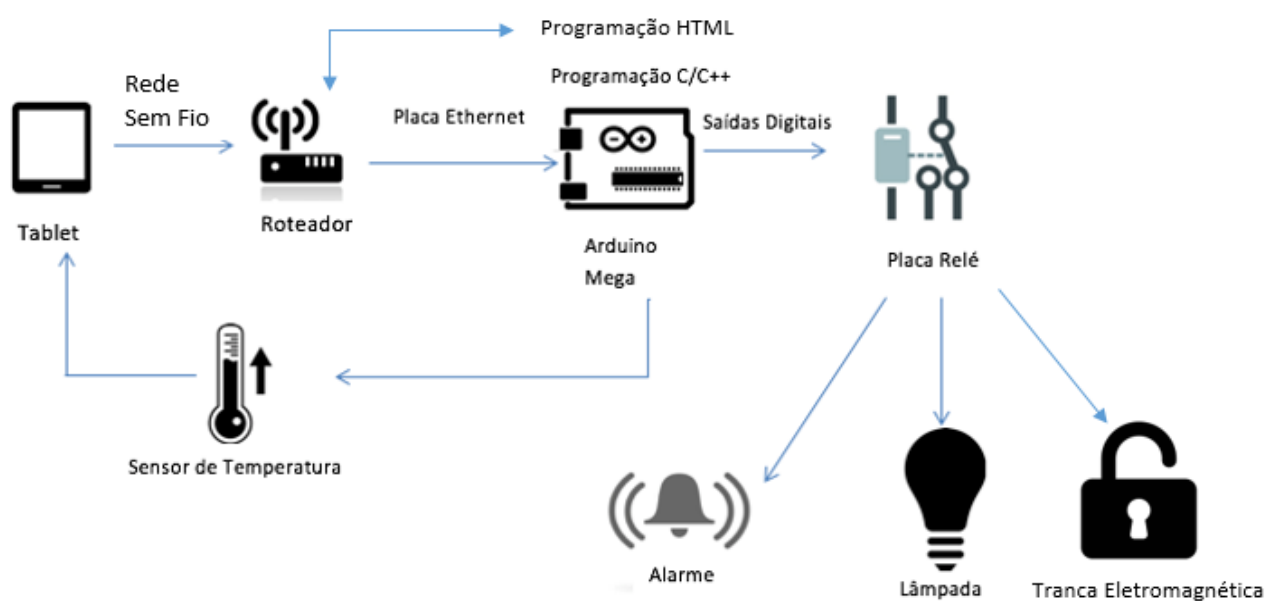 Programação HTML
Programação C/C++
Rede
Sem Fio
Placa Ethernet
Saídas Digitais
Tablet
Roteador
Arduino
Mega
Placa Relé
Sensor de Temperatura
Alarme
Lâmpada
Tranca Eletromagnética